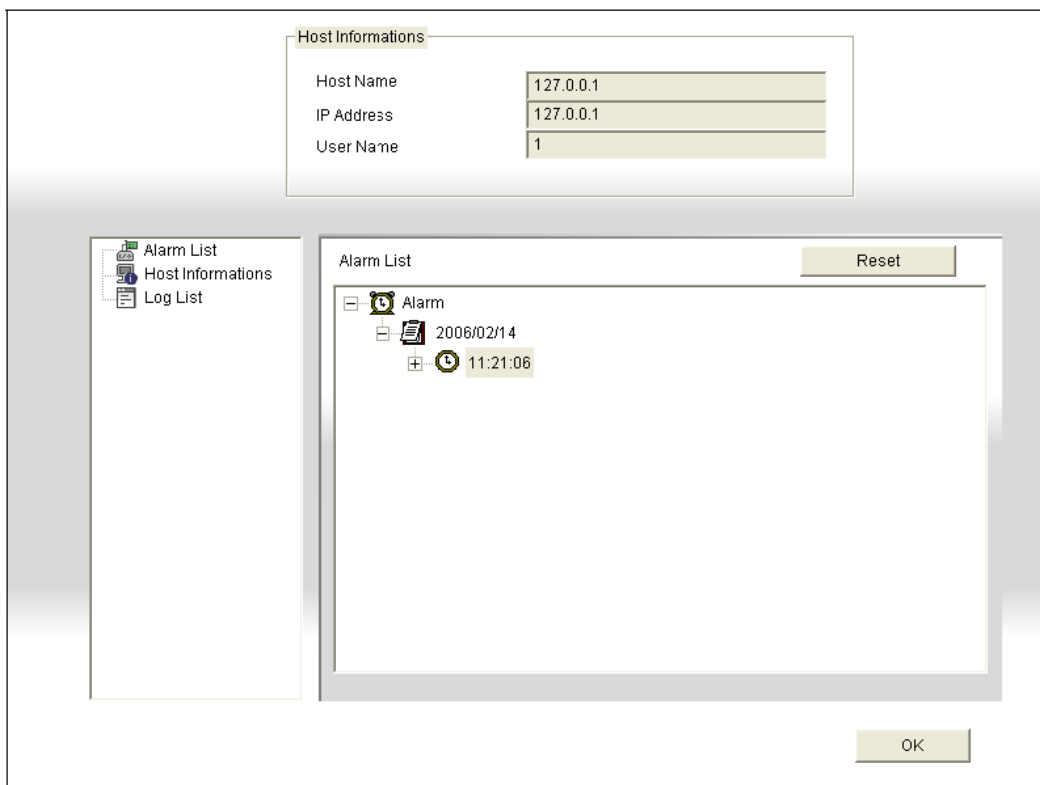 Host Informations
Host Name 127.0.0.1
IP Address 127.0.0.1
User Name 1
Alarm List
Host Informations
Log List
Alarm List Reset
Alarm
2006/02/14
11:21:06
OK